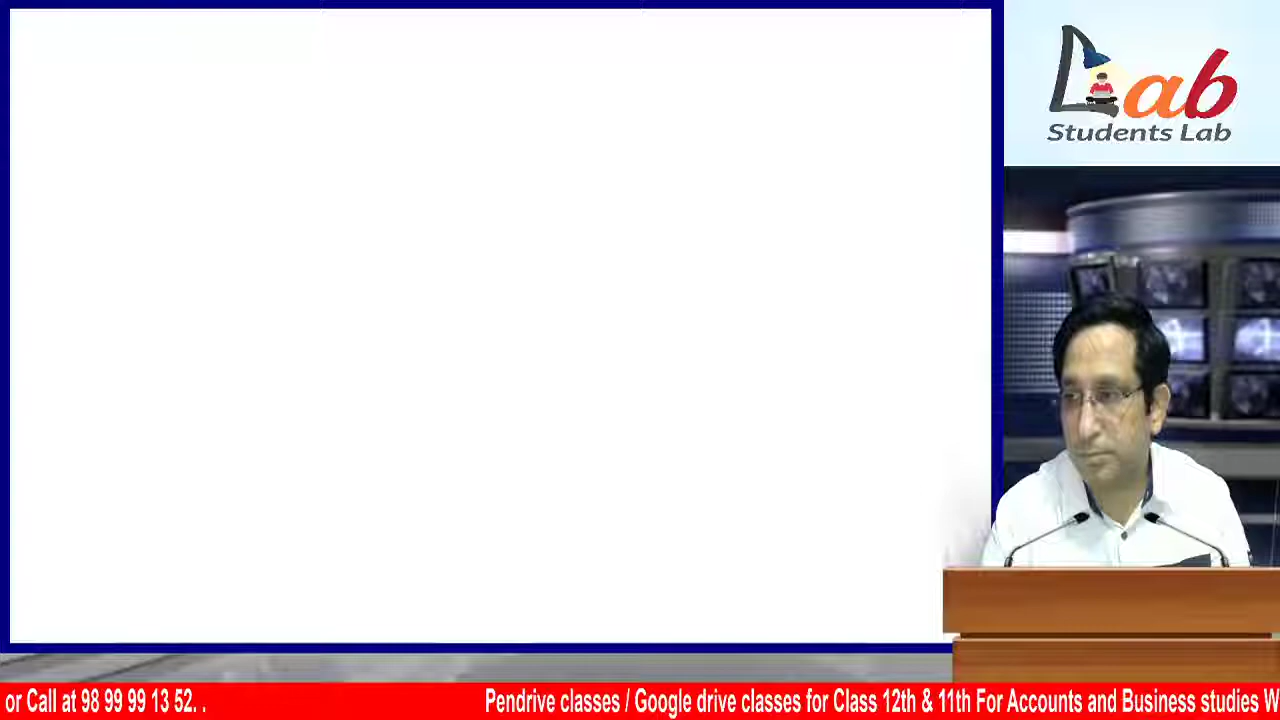 Lab
Students Lab
or Call at 98 99 99 13 52. . Pendrive classes / Google drive classes for Class 12th & 11th For Accounts and Business studies W